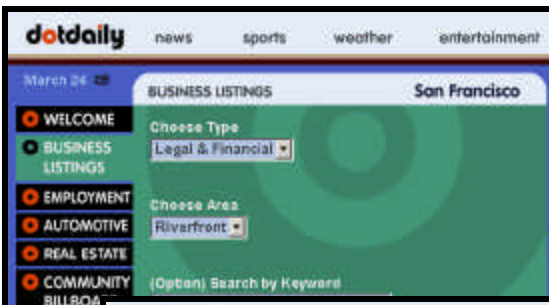 dotdaily
news sports weather entertainment
March 24
BUSINESS LISTINGS San Francisco
WELCOME
BUSINESS
LISTINGS
EMPLOYMENT
AUTOMOTIVE
REAL ESTATE
COMMUNITY
Choose Type
Legal & Financial
Choose Area
Riverfront
(Option) Search by Keyword